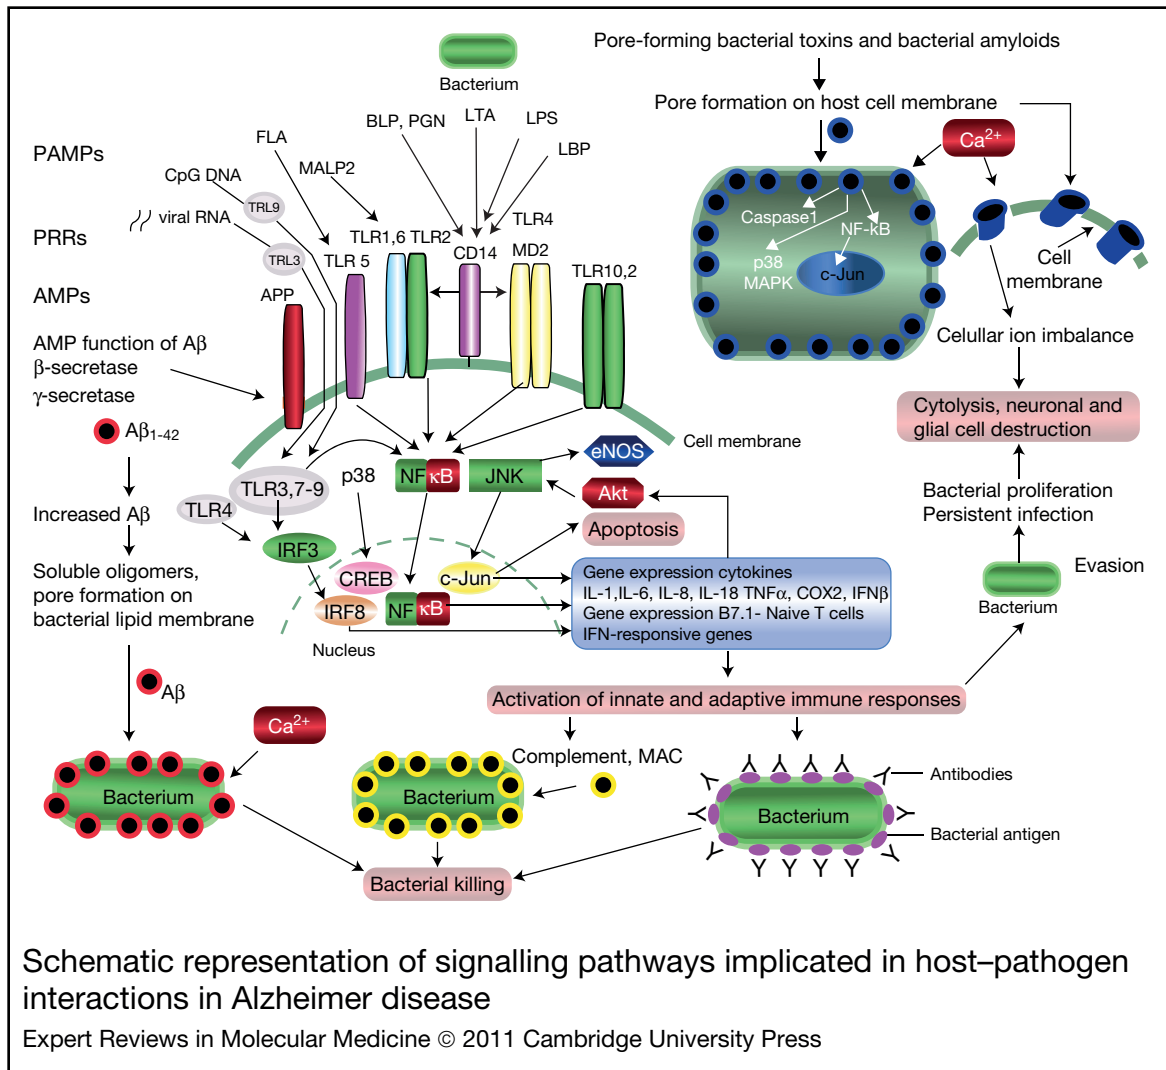 Pore-forming bacterial toxins and bacterial amyloids
Bacterium
Pore formation on host cell membrane
PAMPs
FLA
BLP, PGN
LTA
LPS
LBP
MALP2
CpG DNA
TRL9
viral RNA
TRL3
PRRs
AMPs
APP
TLR 5
TLR1,6
TLR2
CD14
TLR4
MD2
TLR10,2
Ca2+
Caspase1
NF-kB
p38
MAPK
c-Jun
Cell
membrane
Celullar ion imbalance
Cytolysis, neuronal and
glial cell destruction
Bacterial proliferation
Persistent infection
Evasion
Bacterium
AMP function of Aβ
β-secretase
γ-secretase
Aβ1–42
Increased Aβ
Soluble oligomers,
pore formation on
bacterial lipid membrane
Aβ
Ca2+
Bacterium
Cell membrane
TLR3,7-9
TLR4
p38
NF κB
JNK
eNOS
Akt
Apoptosis
IRF3
CREB
c-Jun
IRF8
NF κB
Nucleus
Gene expression cytokines
IL-1,IL-6, IL-8, IL-18 TNFα, COX2, IFNβ
Gene expression B7.1- Naive T cells
IFN-responsive genes
Activation of innate and adaptive immune responses
Complement, MAC
Bacterium
Bacterium
Antibodies
Bacterial antigen
Bacterial killing
Schematic representation of signalling pathways implicated in host–pathogen
interactions in Alzheimer disease
Expert Reviews in Molecular Medicine © 2011 Cambridge University Press